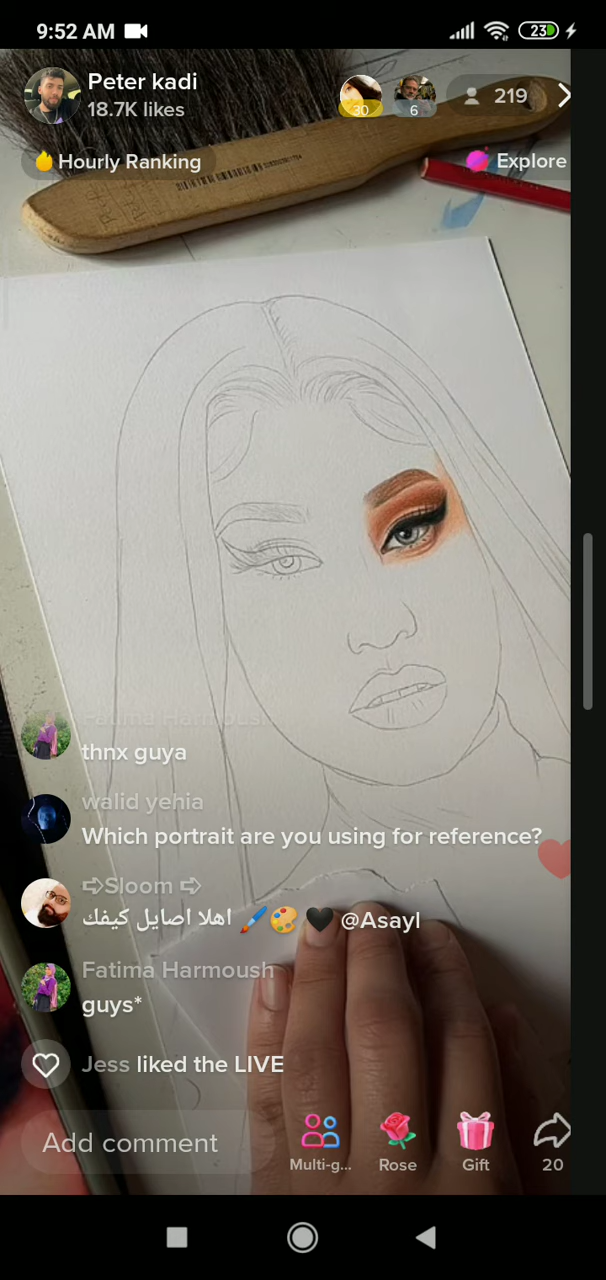 9:52 AM
23
Peter kadi
18.7K likes
30
6
219
Hourly Ranking
Explore
Fatima Harmoush
thnx guya
walid yehia
Which portrait are you using for reference?
➪Sloom ➪
اهلا اصايل كيفك 🖌️🎨🖤 @Asayl
Fatima Harmoush
guys*
Jess liked the LIVE
Add comment
Multi-g...
Rose
Gift
20